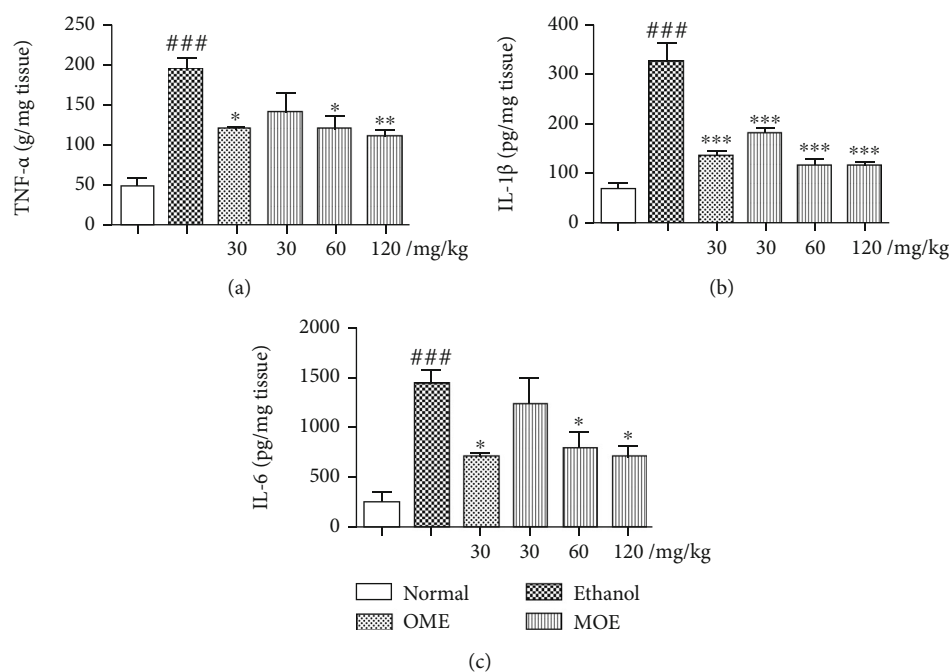 TNF-α (g/mg tissue)
250
200
150
100
50
0
###
*
*
**
30 30 60 120 /mg/kg
(a)
IL-1β (pg/mg tissue)
400
300
200
100
0
###
***
***
***
***
30 30 60 120 /mg/kg
(b)
IL-6 (pg/mg tissue)
2000
1500
1000
500
0
###
*
*
*
30 30 60 120 /mg/kg
Normal Ethanol
OME MOE
(c)